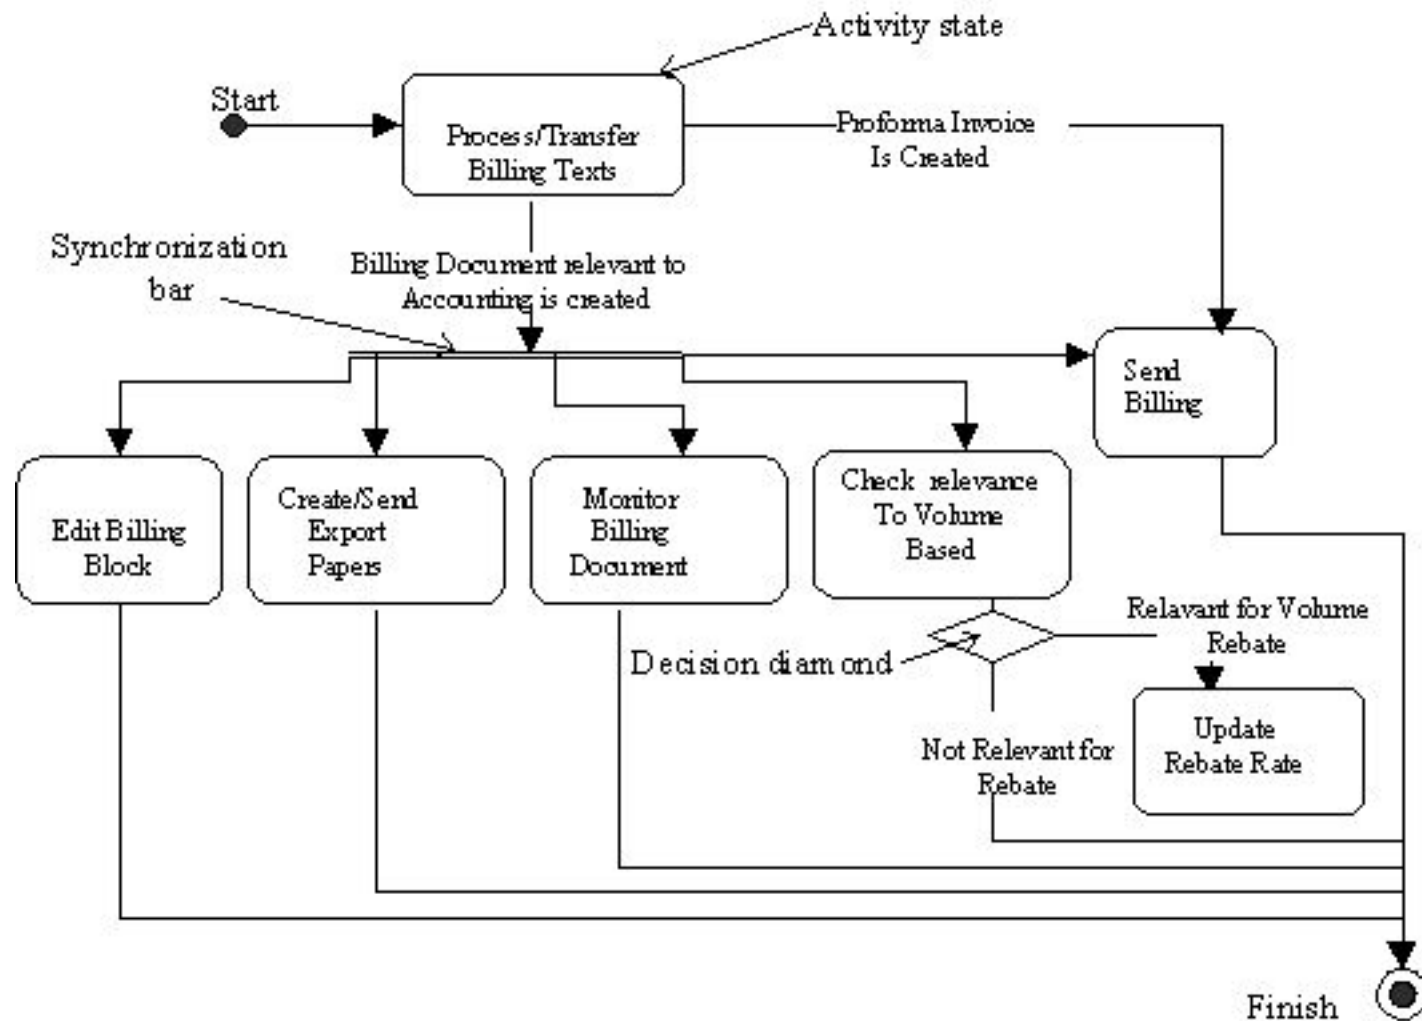 Activity state
Start
Process/Transfer
Billing Texts
Proforma Invoice
Is Created
Synchronization
bar
Billing Document relevant to
Accounting is created
Send
Billing
Edit Billing
Block
Create/Send
Export
Papers
Monitor
Billing
Document
Check relevance
To Volume
Based
Relavant for Volume
Rebate
Decision diamond
Update
Rebate Rate
Not Relevant for
Rebate
Finish